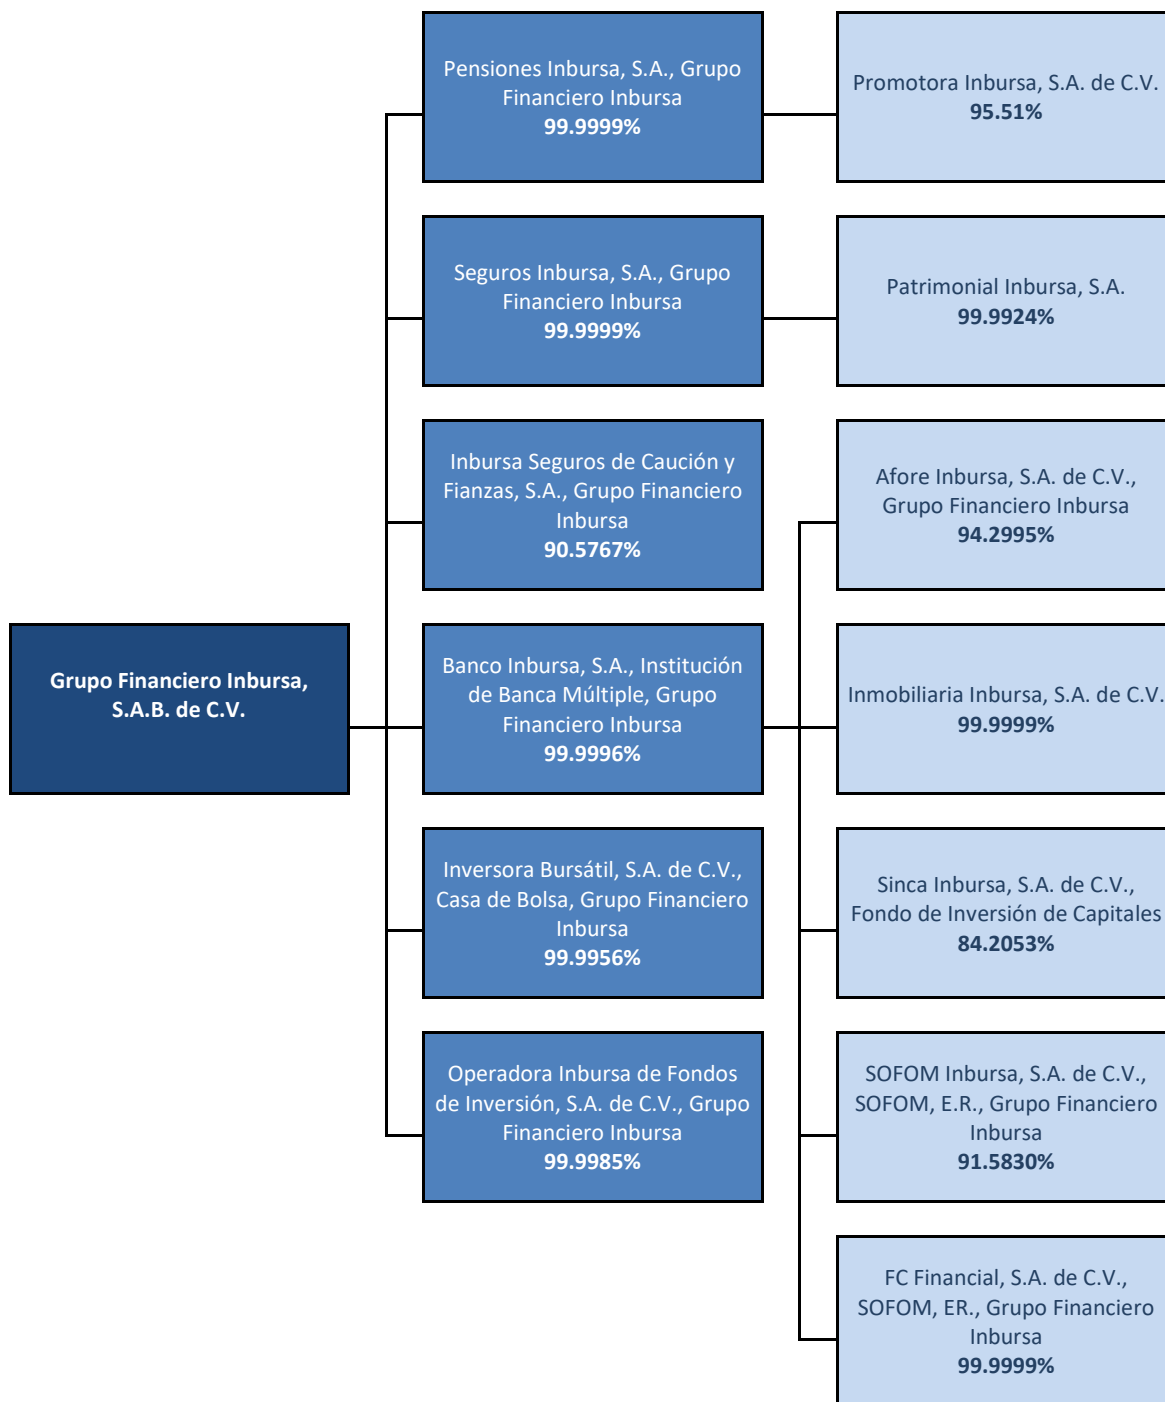 Grupo Financiero Inbursa,
S.A.B. de C.V.
Pensiones Inbursa, S.A., Grupo
Financiero Inbursa
99.9999%
Seguros Inbursa, S.A., Grupo
Financiero Inbursa
99.9999%
Inbursa Seguros de Caución y
Fianzas, S.A., Grupo Financiero
Inbursa
90.5767%
Banco Inbursa, S.A., Institución
de Banca Múltiple, Grupo
Financiero Inbursa
99.9996%
Inversora Bursátil, S.A. de C.V.,
Casa de Bolsa, Grupo Financiero
Inbursa
99.9956%
Operadora Inbursa de Fondos
de Inversión, S.A. de C.V., Grupo
Financiero Inbursa
99.9985%
Promotora Inbursa, S.A. de C.V.
95.51%
Patrimonial Inbursa, S.A.
99.9924%
Afore Inbursa, S.A. de C.V.,
Grupo Financiero Inbursa
94.2995%
Inmobiliaria Inbursa, S.A. de C.V.
99.9999%
Sinca Inbursa, S.A. de C.V.,
Fondo de Inversión de Capitales
84.2053%
SOFOM Inbursa, S.A. de C.V.,
SOFOM, E.R., Grupo Financiero
Inbursa
91.5830%
FC Financial, S.A. de C.V.,
SOFOM, ER., Grupo Financiero
Inbursa
99.9999%